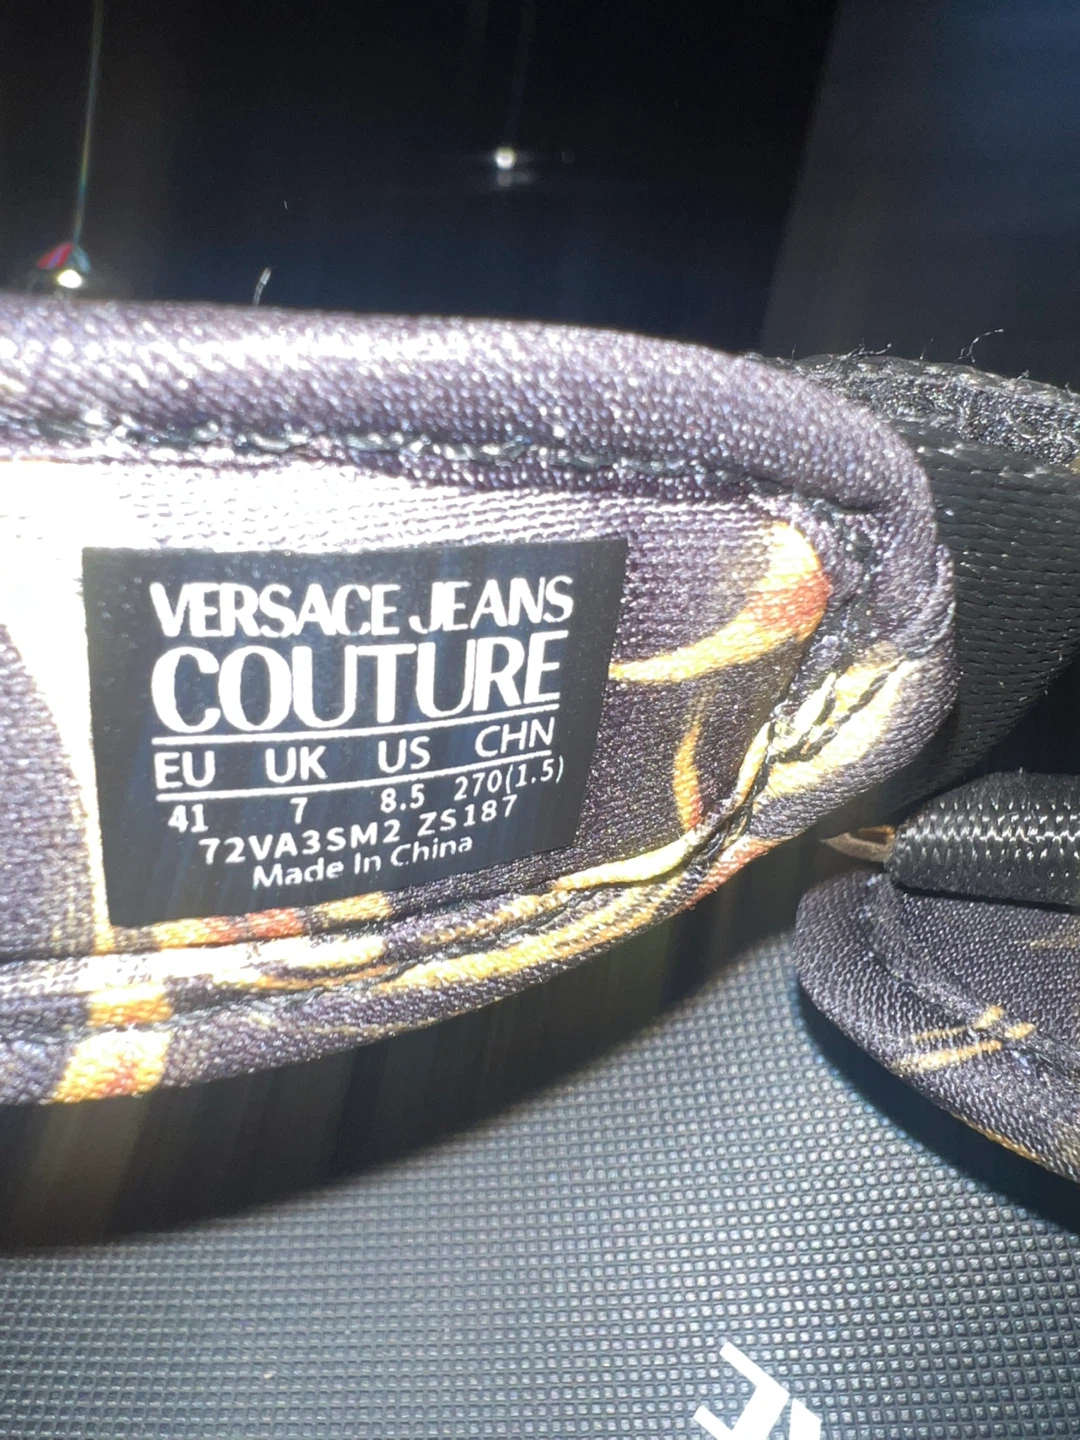 VERSACE JEANS
COUTURE
EU UK US CHN
41 7 8.5 270(1.5)
72VA3SM2 ZS187
Made In China